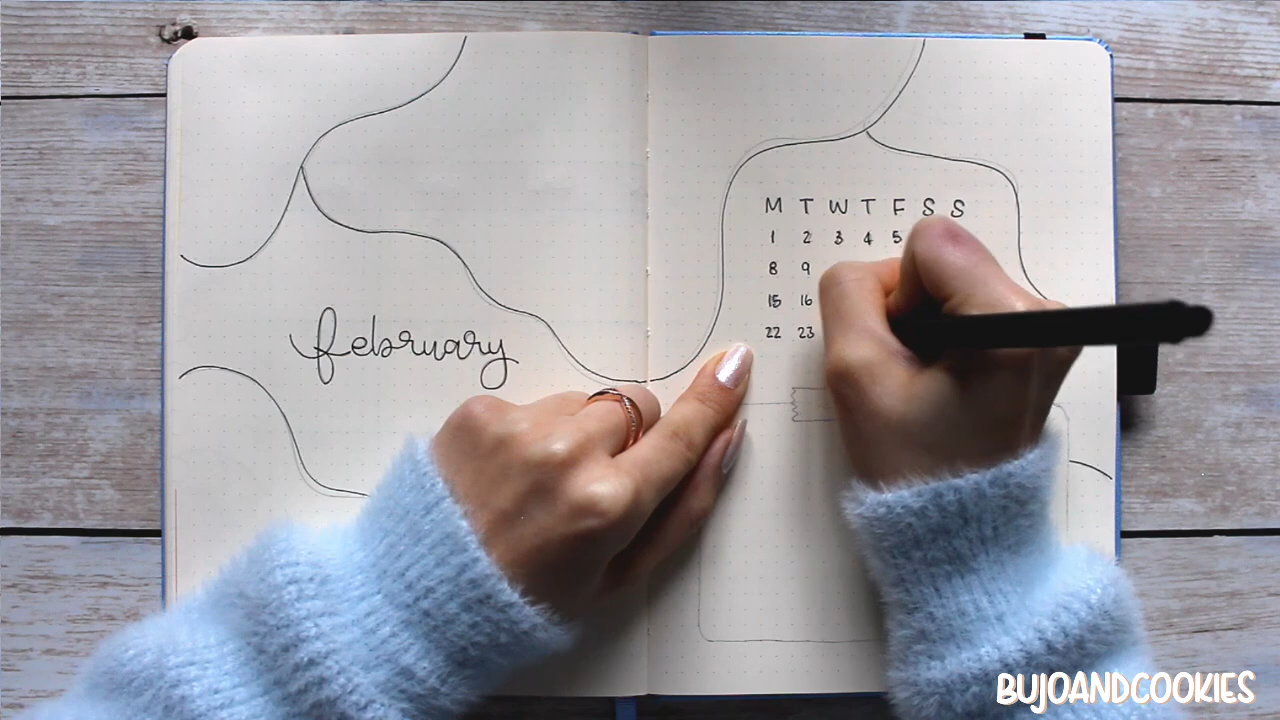 february
M T W T F S S
1 2 3 4 5
8 9
15 16
22 23
BUJOANDCOOKIES